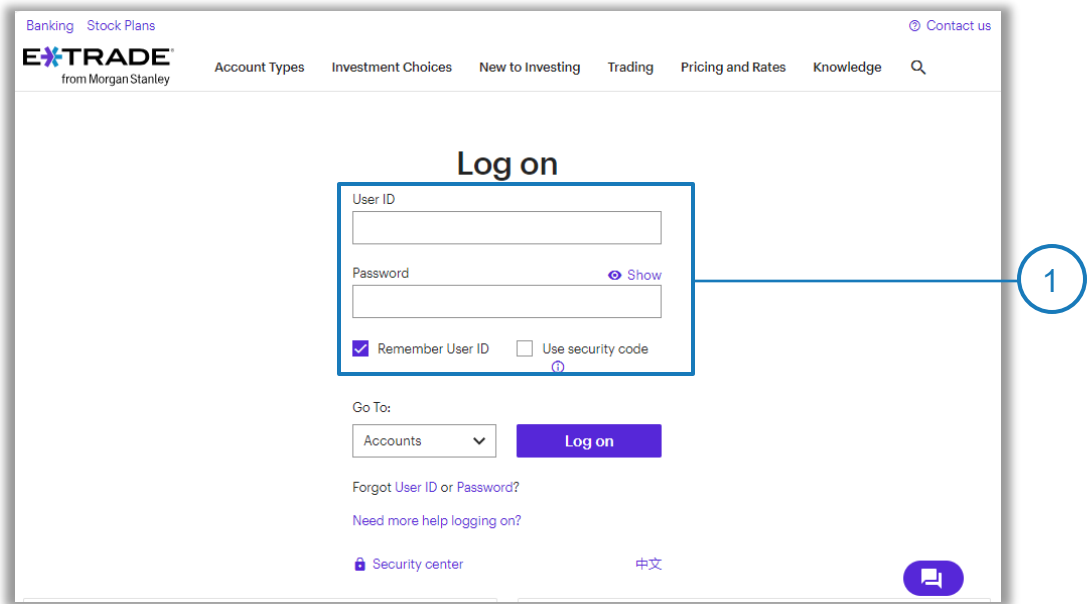 Banking Stock Plans Contact us
E*TRADE
from Morgan Stanley
Account Types Investment Choices New to Investing Trading Pricing and Rates Knowledge
Log on
User ID
Password Show
1
Remember User ID Use security code
Go To:
Accounts Log on
Forgot User ID or Password?
Need more help logging on?
Security center 中文